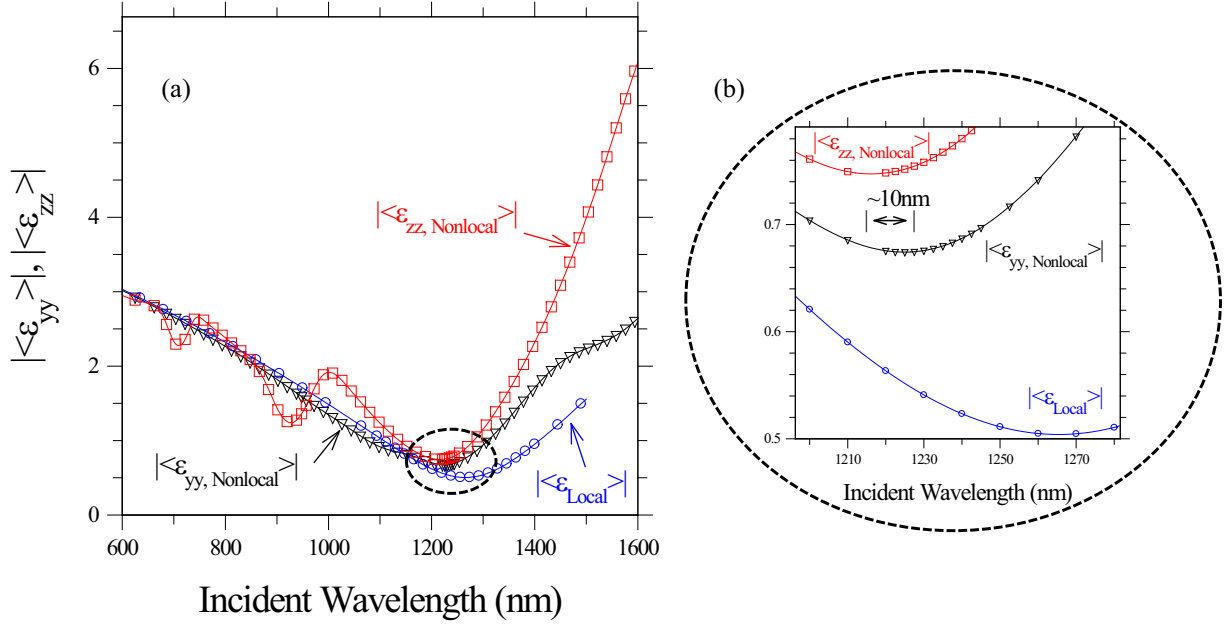 |<ε_yy>|, |<ε_zz>|
6
4
2
0
(a)
|<ε_zz, Nonlocal>|
|<ε_yy, Nonlocal>|
|<ε_Local>|
600 800 1000 1200 1400 1600
Incident Wavelength (nm)
(b)
|<ε_zz, Nonlocal>|
~10nm
|<ε_yy, Nonlocal>|
|<ε_Local>|
0.7
0.6
0.5
1210 1230 1250 1270
Incident Wavelength (nm)